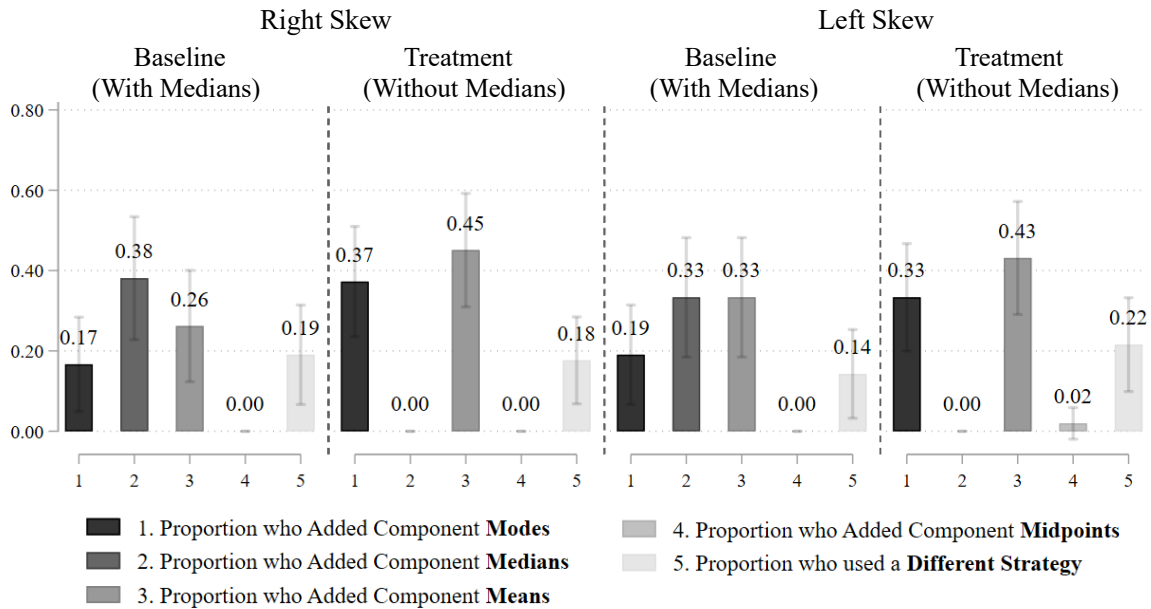 Right Skew
Left Skew
Baseline
(With Medians)
Treatment
(Without Medians)
Baseline
(With Medians)
Treatment
(Without Medians)
0.80
0.60
0.40
0.20
0.00
0.17
0.38
0.26
0.00
0.19
0.37
0.00
0.45
0.00
0.18
0.19
0.33
0.33
0.00
0.14
0.33
0.00
0.43
0.02
0.22
1 2 3 4 5
1 2 3 4 5
1 2 3 4 5
1 2 3 4 5
1. Proportion who Added Component Modes
2. Proportion who Added Component Medians
3. Proportion who Added Component Means
4. Proportion who Added Component Midpoints
5. Proportion who used a Different Strategy